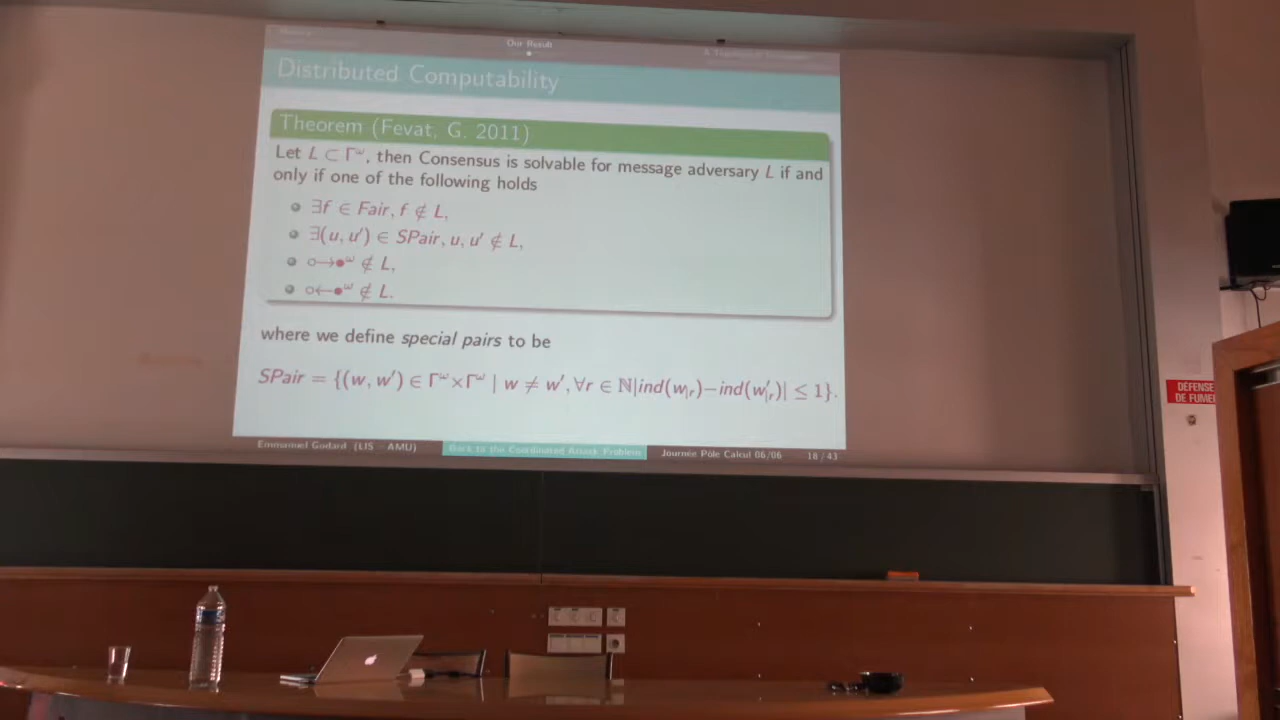 Our Result
Distributed Computability
Theorem (Fevat, G. 2011)
Let L ⊂ Γ^ω, then Consensus is solvable for message adversary L if and
only if one of the following holds
∃f ∈ Fair, f ∉ L,
∃(u, u′) ∈ SPair, u, u′ ∉ L,
○→●^ω ∉ L,
○←●^ω ∉ L.
where we define special pairs to be
SPair = {(w, w′) ∈ Γ^ω×Γ^ω | w ≠ w′, ∀r ∈ ℕ|ind(w|r)−ind(w′|r)| ≤ 1}.
Emmanuel Godard (LIS – AMU) Back to the Coordinated Attack Problem Journée Pôle Calcul 06/06 18 / 43
DÉFENSE
DE FUMER